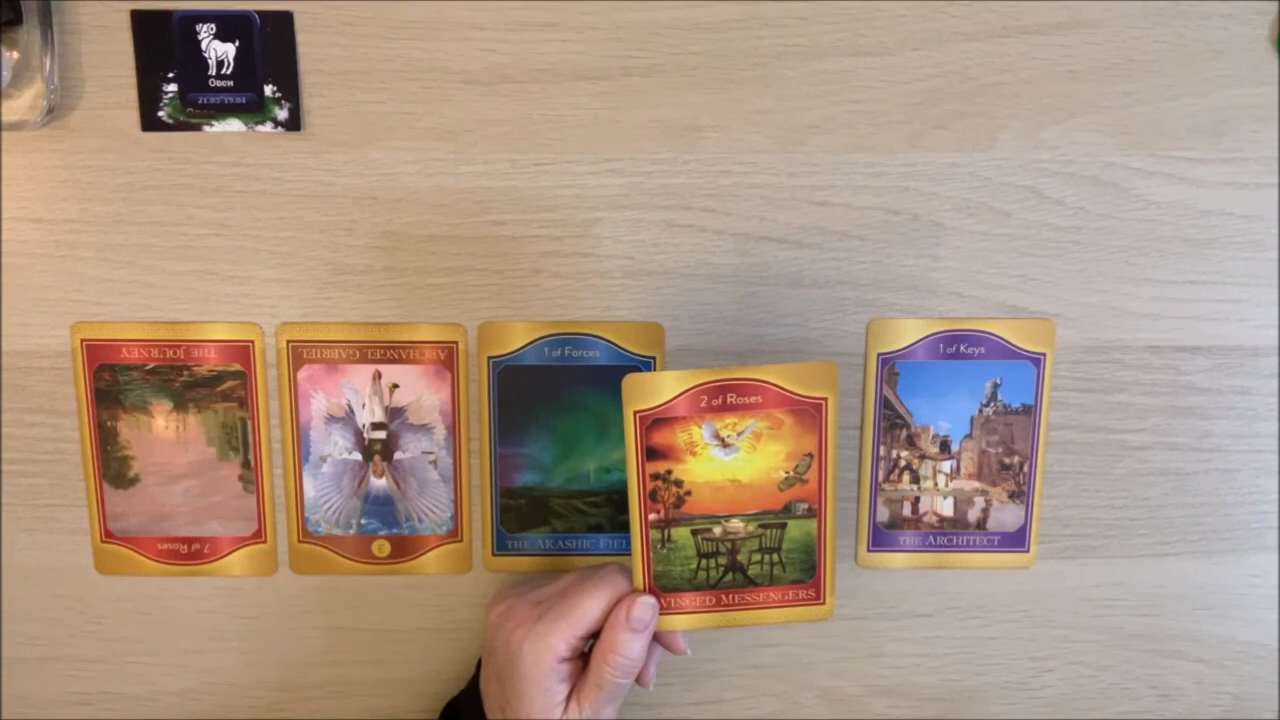 Овен
21.03-19.04
THE JOURNEY
7 of Roses
ARCHANGEL GABRIEL
3
1 of Forces
THE AKASHIC FIEL
2 of Roses
WINGED MESSENGERS
1 of Keys
THE ARCHITECT